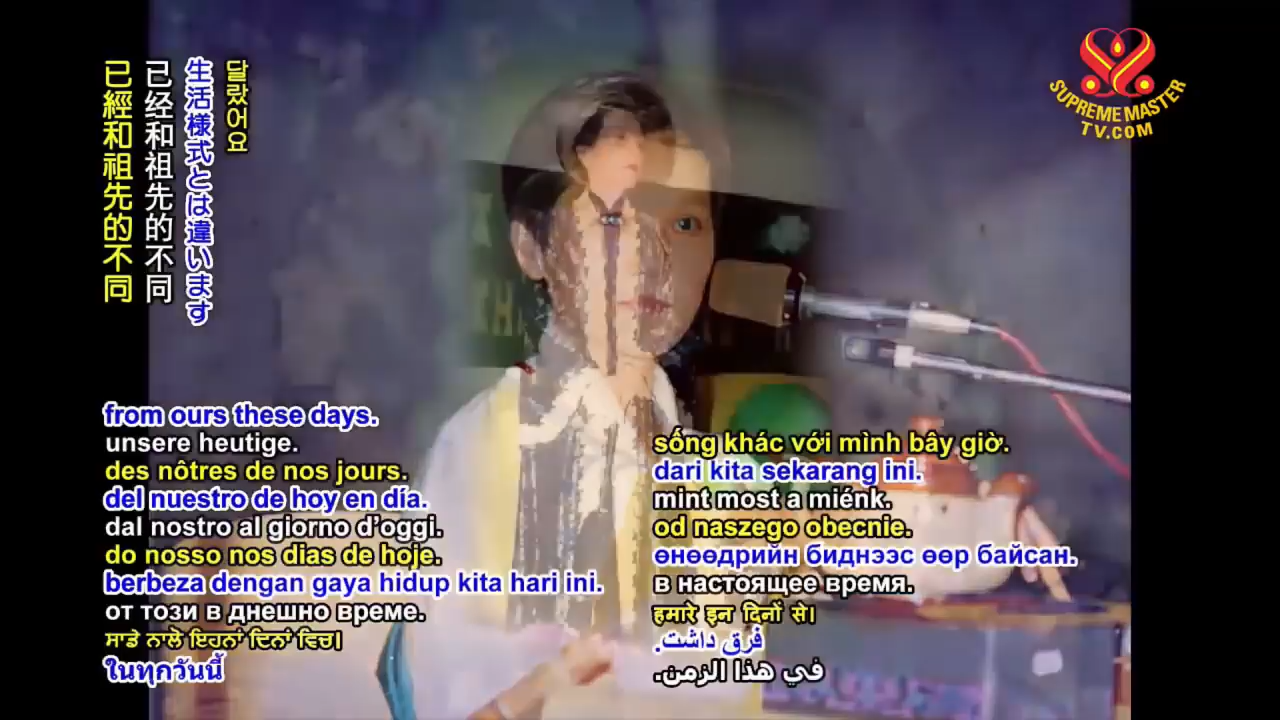 달랐어요
生活様式とは違います
已经和祖先的不同
已經和祖先的不同
SUPREME MASTER
TV.COM
from ours these days.
unsere heutige.
des nôtres de nos jours.
del nuestro de hoy en día.
dal nostro al giorno d'oggi.
do nosso nos dias de hoje.
berbeza dengan gaya hidup kita hari ini.
от този в днешно време.
ਸਾਡੇ ਨਾਲੋਂ ਇਹਨਾਂ ਦਿਨਾਂ ਵਿਚ।
ในทุกวันนี้
sống khác với mình bây giờ.
dari kita sekarang ini.
mint most a miénk.
od naszego obecnie.
өнөөдрийн биднээс өөр байсан.
в настоящее время.
हमारे इन दिनों से।
فرق داشت.
في هذا الزمن.